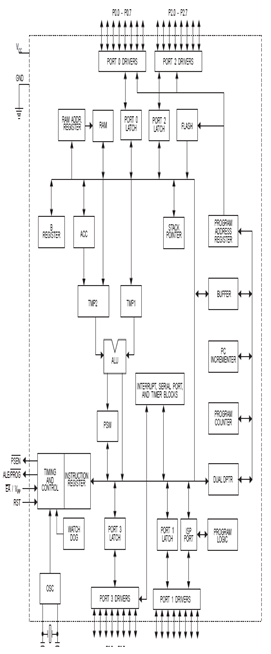 P0.0 - P0.7
P2.0 - P2.7
VCC
GND
PORT 0 DRIVERS
PORT 2 DRIVERS
RAM ADDR.
REGISTER
RAM
PORT 0
LATCH
PORT 2
LATCH
FLASH
B
REGISTER
ACC
STACK
POINTER
PROGRAM
ADDRESS
REGISTER
TMP2
TMP1
BUFFER
ALU
PC
INCREMENTER
INTERRUPT, SERIAL PORT,
AND TIMER BLOCKS
PSW
PROGRAM
COUNTER
PSEN
ALE/PROG
EA / VPP
RST
TIMING
AND
CONTROL
INSTRUCTION
REGISTER
DUAL DPTR
WATCH
DOG
PORT 3
LATCH
PORT 1
LATCH
ISP
PORT
PROGRAM
LOGIC
OSC
PORT 3 DRIVERS
PORT 1 DRIVERS